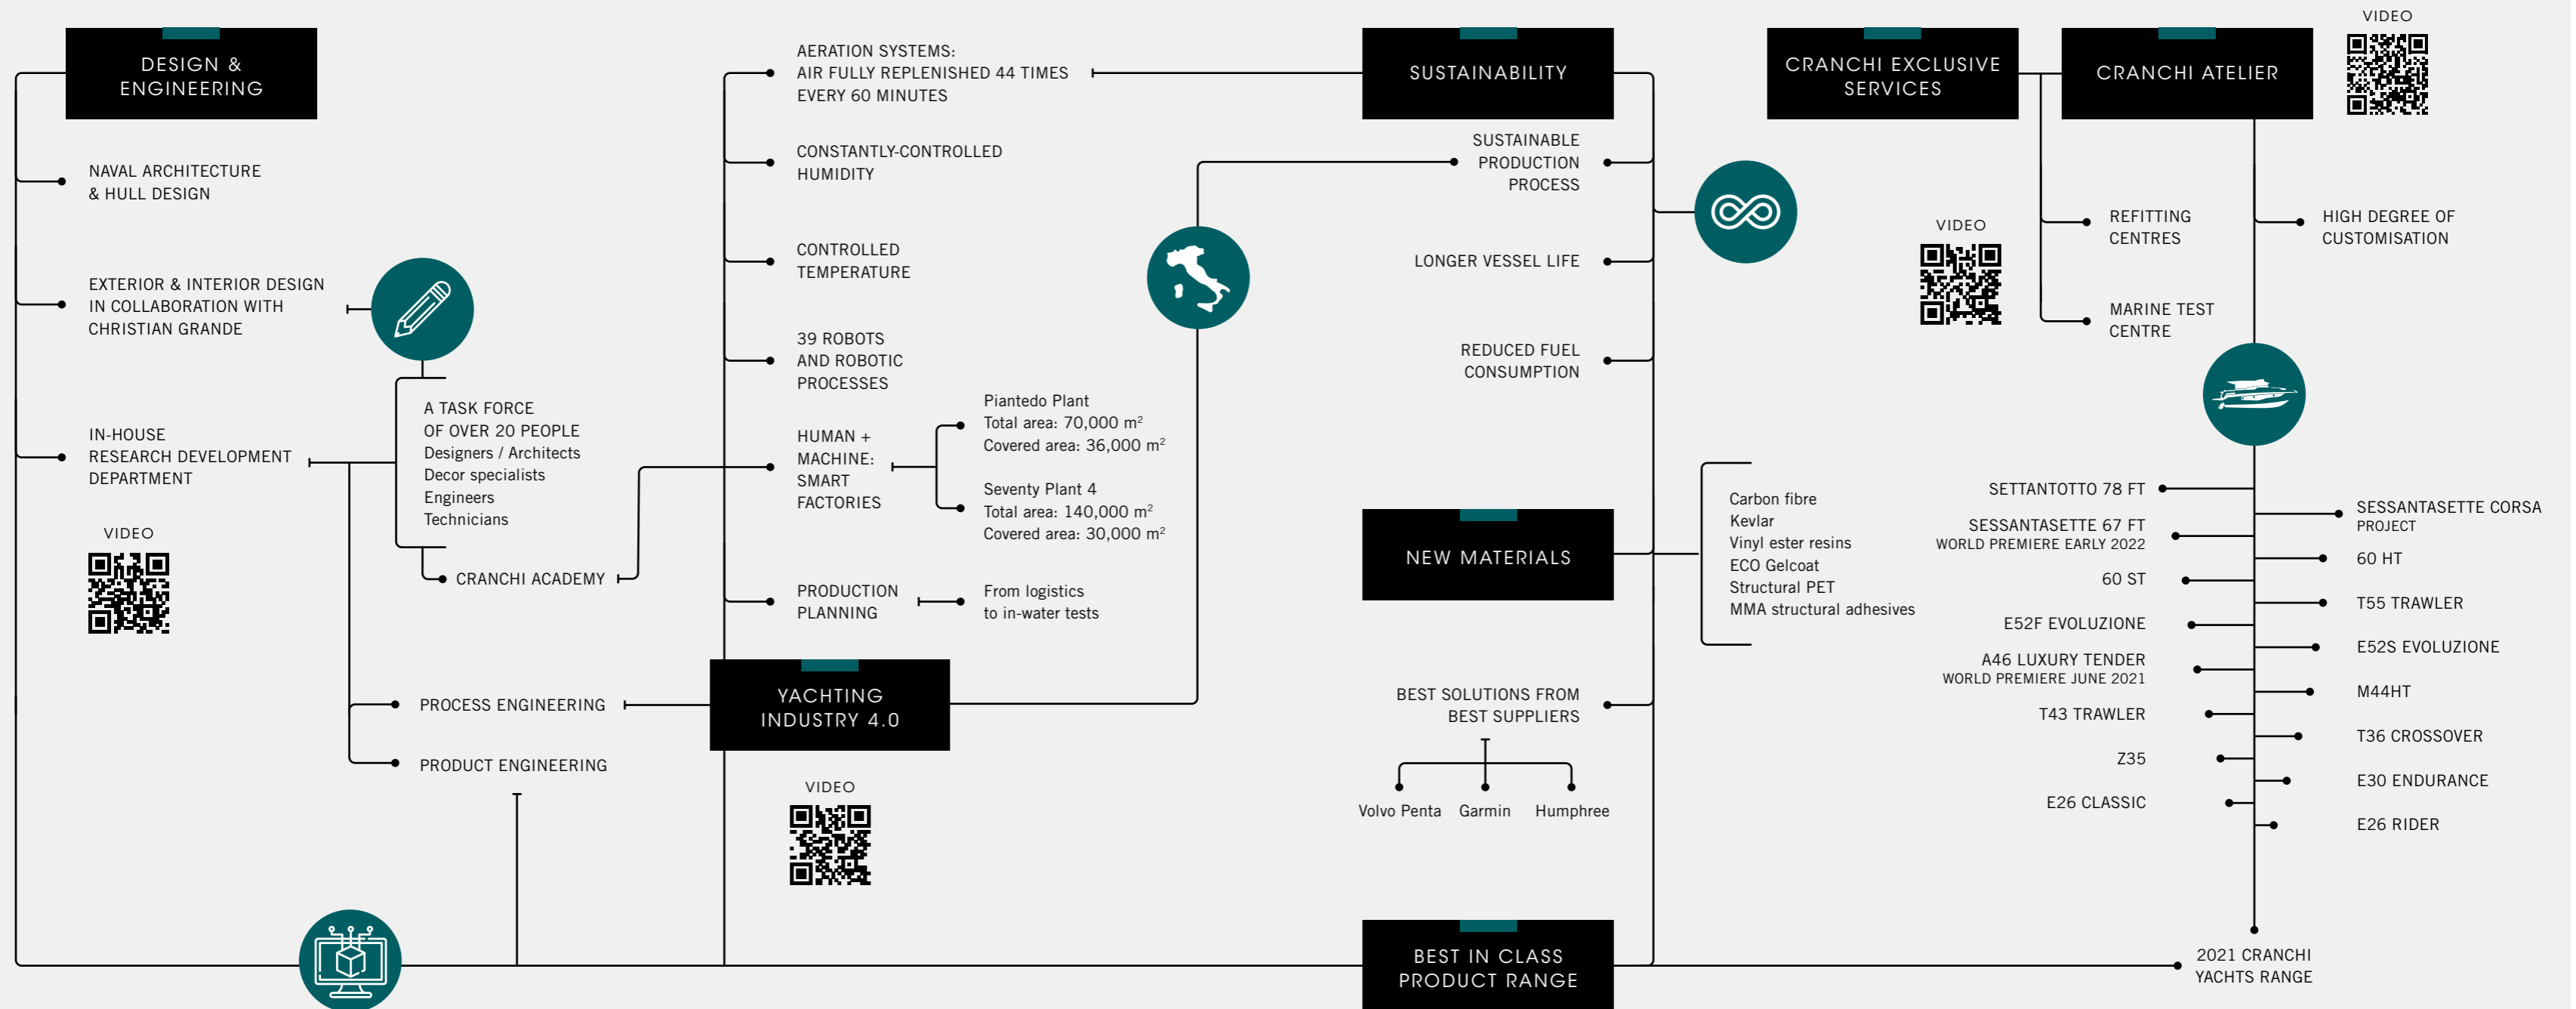 DESIGN &
ENGINEERING
NAVAL ARCHITECTURE
& HULL DESIGN
EXTERIOR & INTERIOR DESIGN
IN COLLABORATION WITH
CHRISTIAN GRANDE
IN-HOUSE
RESEARCH DEVELOPMENT
DEPARTMENT
VIDEO
A TASK FORCE
OF OVER 20 PEOPLE
Designers / Architects
Decor specialists
Engineers
Technicians
CRANCHI ACADEMY
PROCESS ENGINEERING
PRODUCT ENGINEERING
AERATION SYSTEMS:
AIR FULLY REPLENISHED 44 TIMES
EVERY 60 MINUTES
CONSTANTLY-CONTROLLED
HUMIDITY
CONTROLLED
TEMPERATURE
39 ROBOTS
AND ROBOTIC
PROCESSES
HUMAN +
MACHINE:
SMART
FACTORIES
Piantedo Plant
Total area: 70,000 m²
Covered area: 36,000 m²
Seventy Plant 4
Total area: 140,000 m²
Covered area: 30,000 m²
PRODUCTION
PLANNING
From logistics
to in-water tests
YACHTING
INDUSTRY 4.0
VIDEO
SUSTAINABILITY
SUSTAINABLE
PRODUCTION
PROCESS
LONGER VESSEL LIFE
REDUCED FUEL
CONSUMPTION
NEW MATERIALS
Carbon fibre
Kevlar
Vinyl ester resins
ECO Gelcoat
Structural PET
MMA structural adhesives
BEST SOLUTIONS FROM
BEST SUPPLIERS
Volvo Penta
Garmin
Humphree
BEST IN CLASS
PRODUCT RANGE
CRANCHI EXCLUSIVE
SERVICES
VIDEO
REFITTING
CENTRES
MARINE TEST
CENTRE
CRANCHI ATELIER
VIDEO
HIGH DEGREE OF
CUSTOMISATION
SETTANTOTTO 78 FT
SESSANTASETTE CORSA
PROJECT
SESSANTASETTE 67 FT
WORLD PREMIERE EARLY 2022
60 HT
60 ST
T55 TRAWLER
E52F EVOLUZIONE
E52S EVOLUZIONE
A46 LUXURY TENDER
WORLD PREMIERE JUNE 2021
M44HT
T43 TRAWLER
T36 CROSSOVER
Z35
E30 ENDURANCE
E26 CLASSIC
E26 RIDER
2021 CRANCHI
YACHTS RANGE